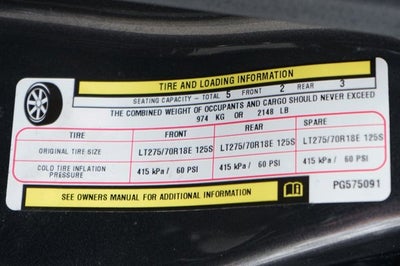 TIRE AND LOADING INFORMATION
SEATING CAPACITY - TOTAL 5 FRONT 2 REAR 3
THE COMBINED WEIGHT OF OCCUPANTS AND CARGO SHOULD NEVER EXCEED
974 KG OR 2148 LB
TIRE FRONT REAR SPARE
ORIGINAL TIRE SIZE LT275/70R18E 125S LT275/70R18E 125S LT275/70R18E 125S
COLD TIRE INFLATION PRESSURE 415 kPa / 60 PSI 415 kPa / 60 PSI 415 kPa / 60 PSI
SEE OWNERS MANUAL FOR ADDITIONAL INFORMATION
PG575091